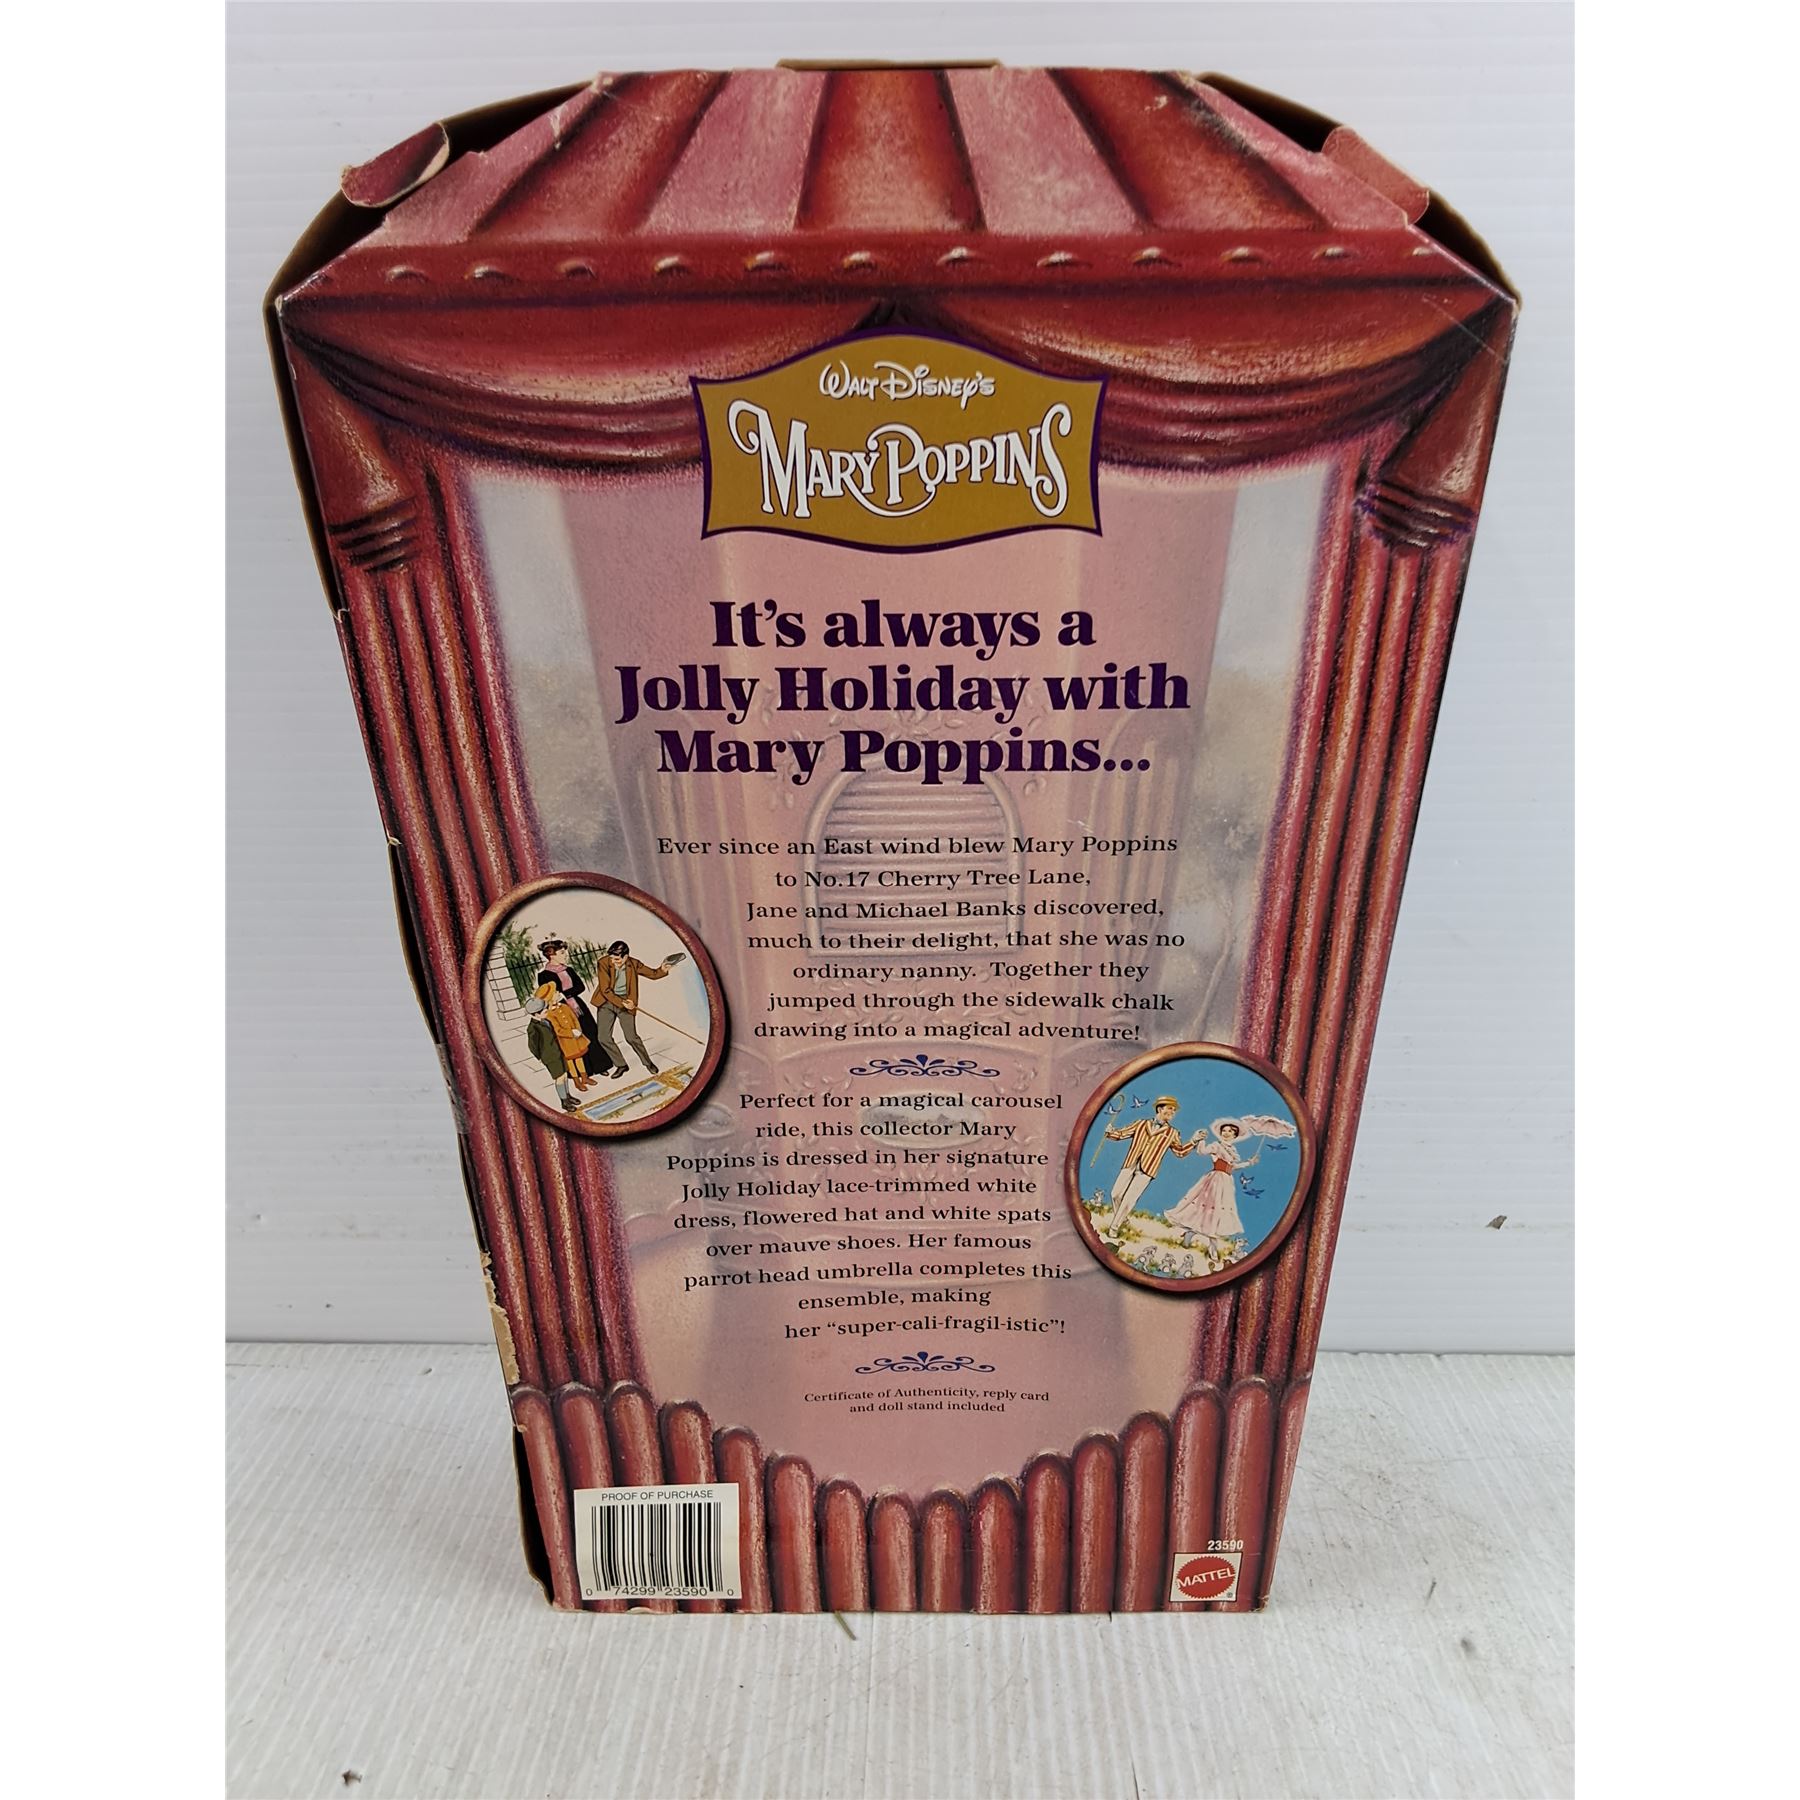 WALT DISNEY'S
MARY POPPINS
It's always a
Jolly Holiday with
Mary Poppins...
Ever since an East wind blew Mary Poppins
to No.17 Cherry Tree Lane,
Jane and Michael Banks discovered,
much to their delight, that she was no
ordinary nanny. Together they
jumped through the sidewalk chalk
drawing into a magical adventure!
Perfect for a magical carousel
ride, this collector Mary
Poppins is dressed in her signature
Jolly Holiday lace-trimmed white
dress, flowered hat and white spats
over mauve shoes. Her famous
parrot head umbrella completes this
ensemble, making
her “super-cali-fragil-istic”!
Certificate of Authenticity, reply card
and doll stand included
PROOF OF PURCHASE
0 74299 23590 0
23590
MATTEL
®